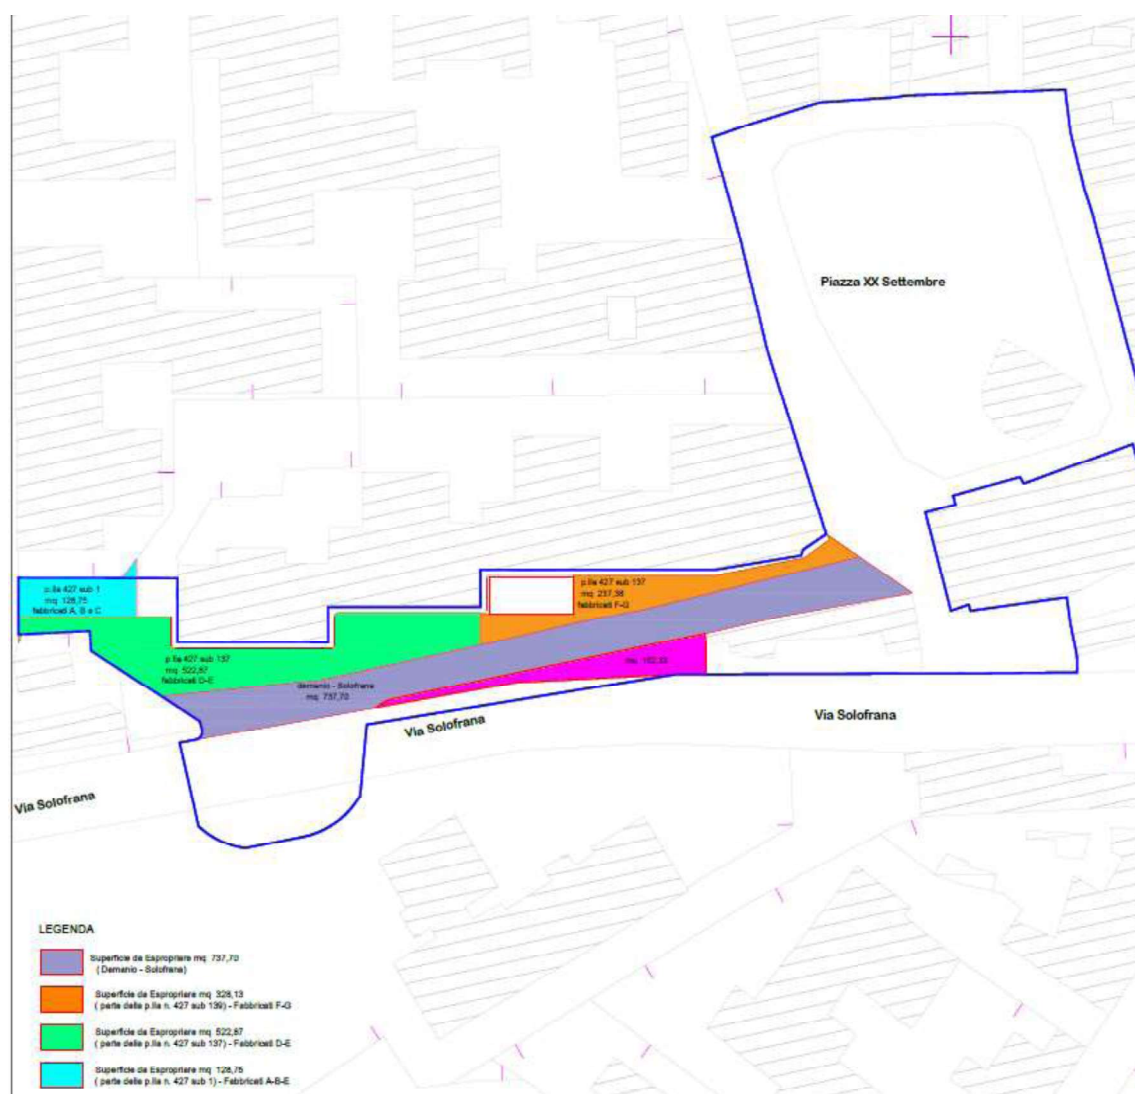 Piazza XX Settembre
p.lla 427 sub 1
mq 128,75
fabbricati A, B e C
p.lla 427 sub 137
mq 237,38
fabbricati F-G
p.lla 427 sub 137
mq 522,87
fabbricati D-E
demanio - Solofrana
mq 737,70
mq
Via Solofrana
Via Solofrana
Via Solofrana
LEGENDA
Superficie da Espropriare mq 737,70
( Demanio - Solofrana)
Superficie da Espropriare mq 328,13
( parte della p.lla n. 427 sub 139) - Fabbricati F-G
Superficie da Espropriare mq 522,87
( parte della p.lla n. 427 sub 137) - Fabbricati D-E
Superficie da Espropriare mq 128,75
( parte della p.lla n. 427 sub 1) - Fabbricati A-B-E